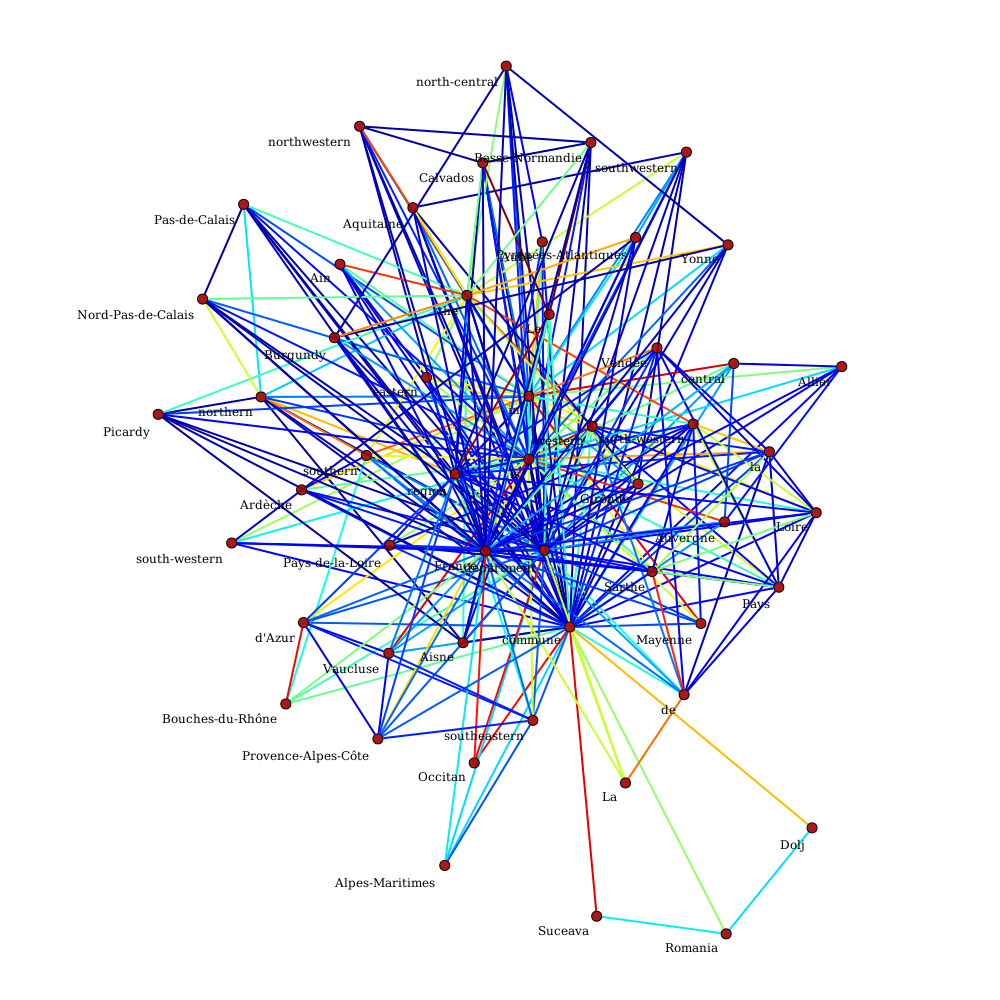 north-central
northwestern
Basse-Normandie
southwestern
Calvados
Pas-de-Calais
Aquitaine
Pyrénées-Atlantiques
Yonne
Ain
the
Nord-Pas-de-Calais
Le
Burgundy
Vendée
central
Allier
eastern
in
northern
Picardy
western
north-western
la
southern
region
Gironde
Ardèche
Loire
Auvergne
south-western
Pays-de-la-Loire
France
department
Sarthe
Pays
d'Azur
commune
Mayenne
Aisne
Vaucluse
de
Bouches-du-Rhône
southeastern
Provence-Alpes-Côte
Occitan
La
Dolj
Alpes-Maritimes
Suceava
Romania